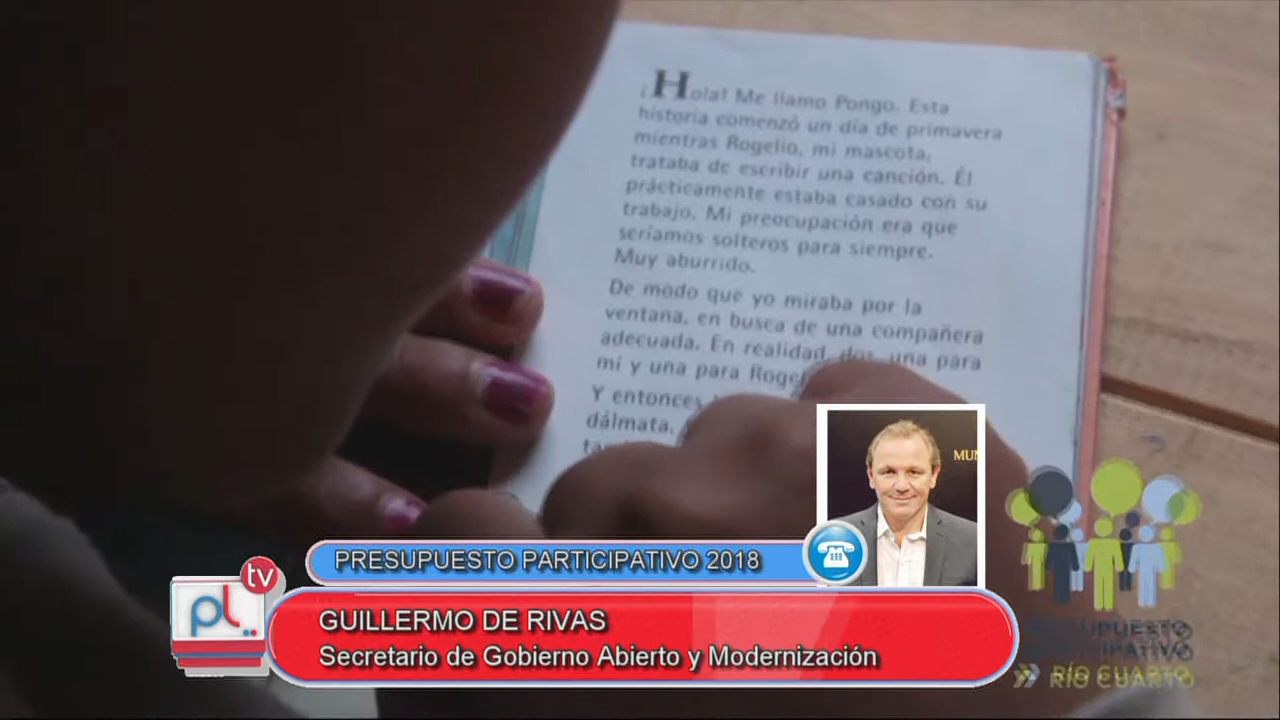 ¡Hola! Me llamo Pongo. Esta
historia comenzó un día de primavera
mientras Rogelio, mi mascota,
trataba de escribir una canción. Él
prácticamente estaba casado con su
trabajo. Mi preocupación era que
seríamos solteros para siempre.
Muy aburrido.
De modo que yo miraba por la
ventana, en busca de una compañera
adecuada. En realidad, dos, una para
mí y una para
Y entonces
dálmata,
MUN
PRESUPUESTO PARTICIPATIVO 2018
pl.. tv
GUILLERMO DE RIVAS
Secretario de Gobierno Abierto y Modernización
PRESUPUESTO
PARTICIPATIVO
RÍO CUARTO